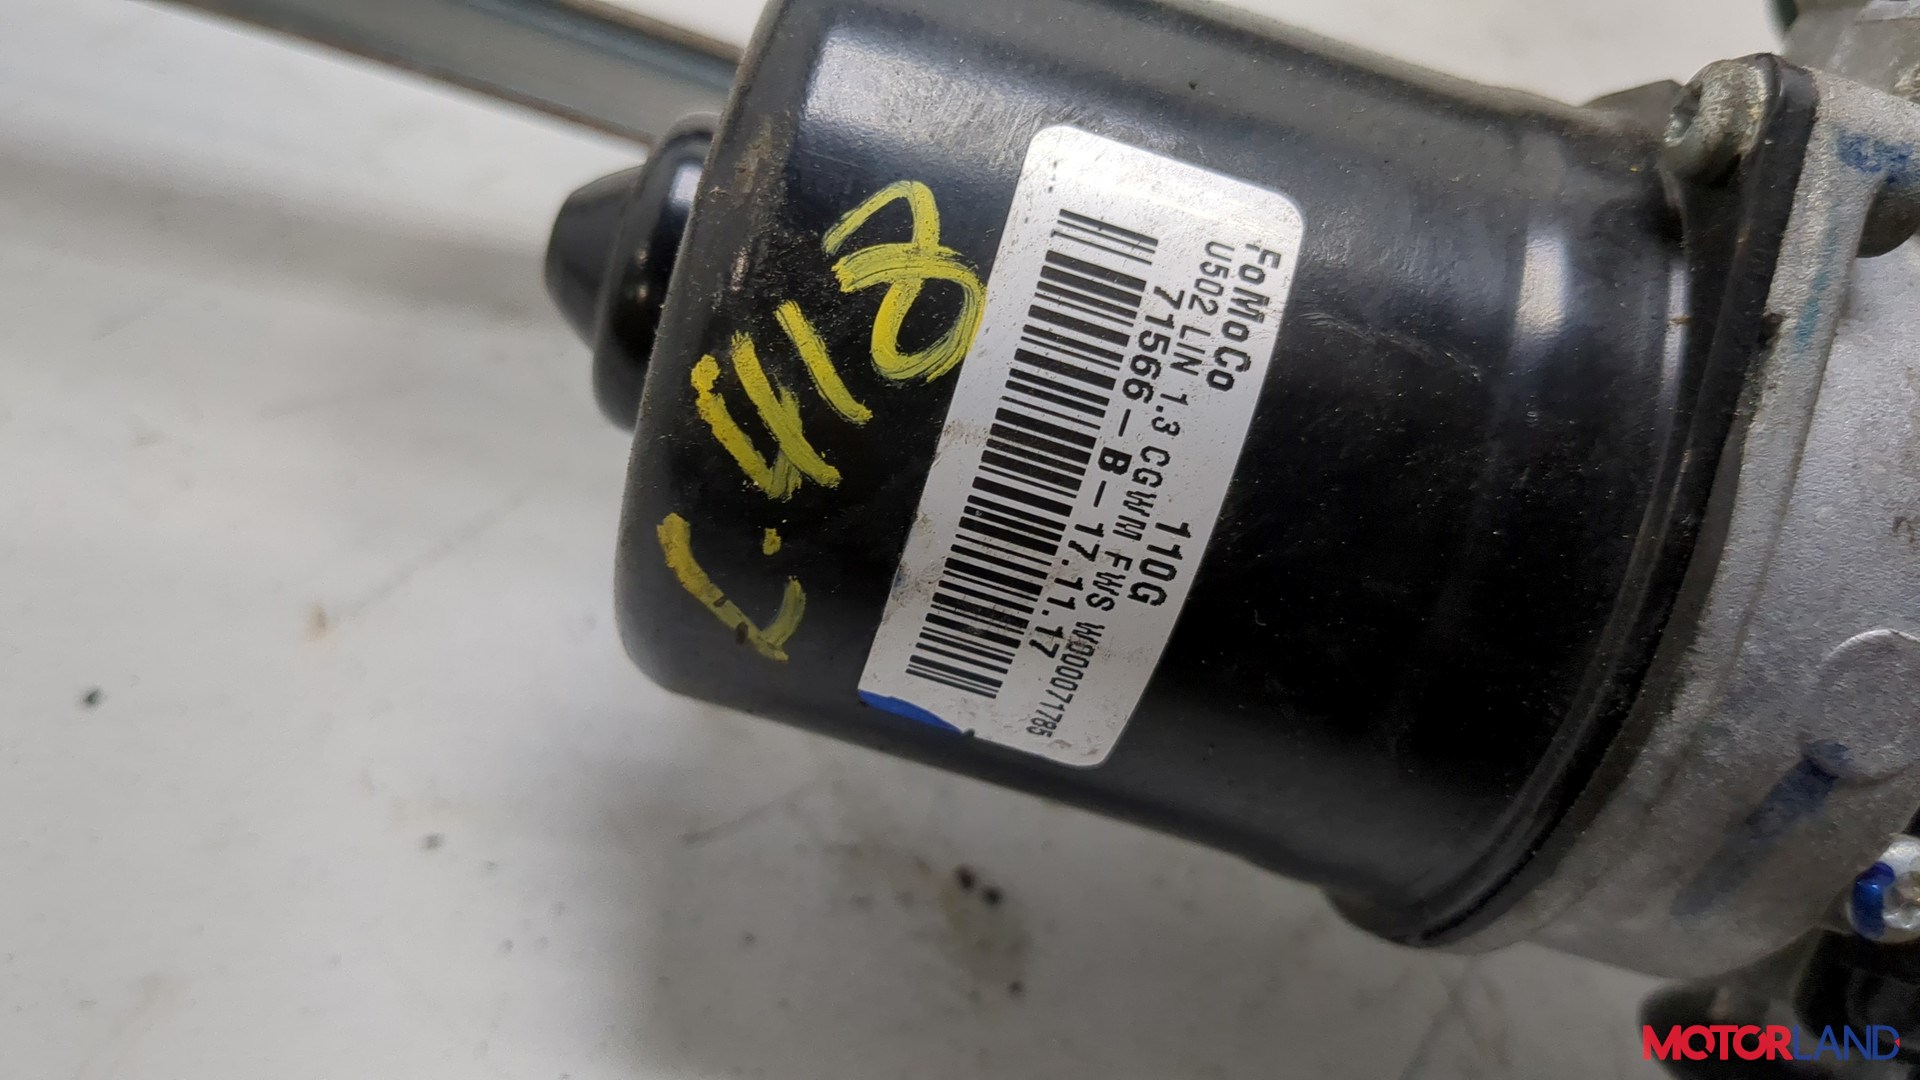 FoMoCo 110G
U502 LIN 1.3 CGWM FWS W000071785
71566-B-17.11.17
MOTORLAND